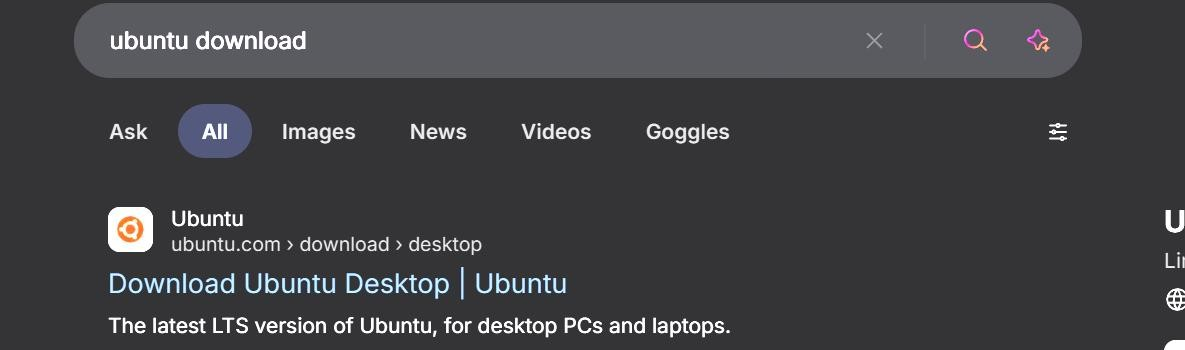 ubuntu download
Ask All Images News Videos Goggles
Ubuntu
ubuntu.com › download › desktop
Download Ubuntu Desktop | Ubuntu
The latest LTS version of Ubuntu, for desktop PCs and laptops.